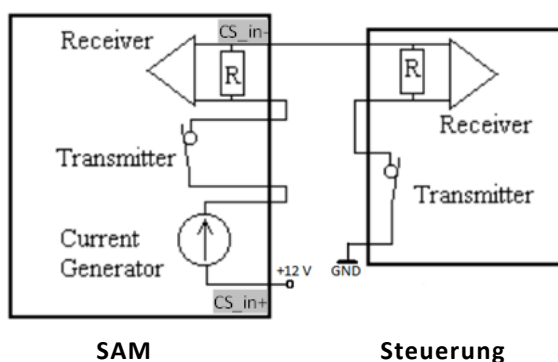 CS_in-
Receiver
R
R
Receiver
Transmitter
Transmitter
Current
Generator
+12 V
GND
CS_in+
SAM
Steuerung